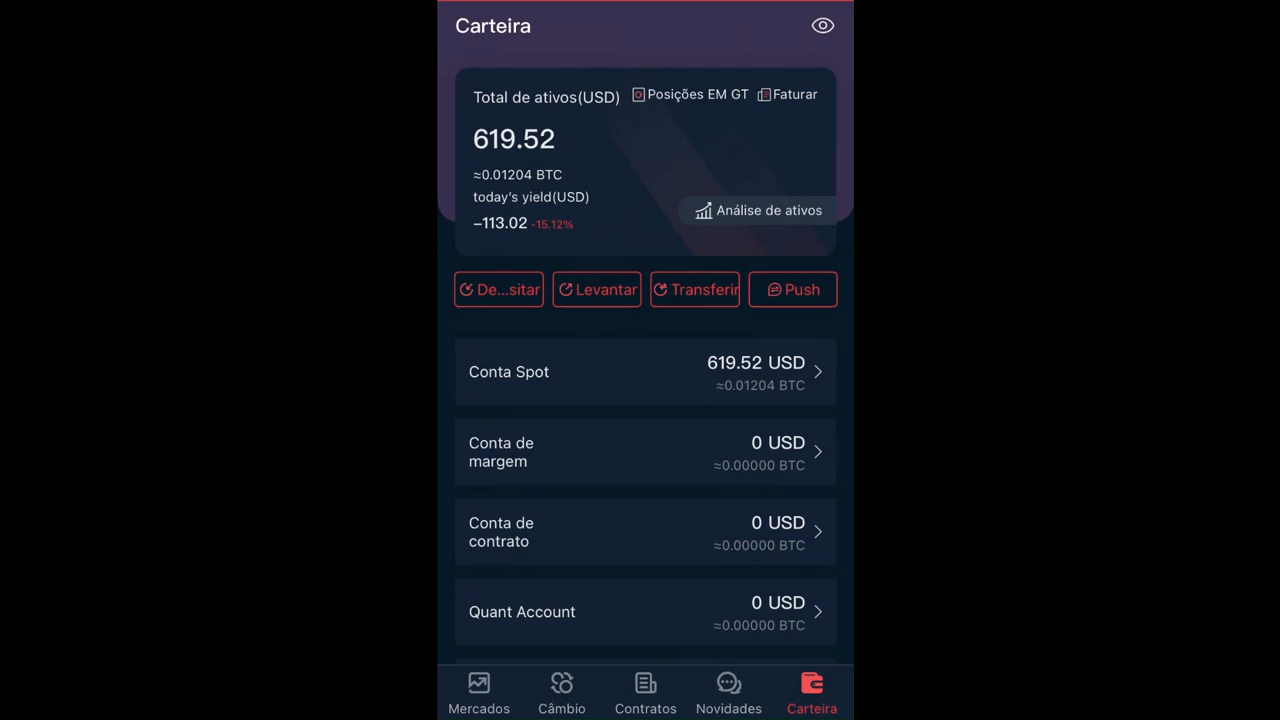 Carteira
Total de ativos(USD) Posições EM GT Faturar
619.52
≈0.01204 BTC
today's yield(USD)
−113.02 -15.12%
Análise de ativos
De...sitar Levantar Transferir Push
Conta Spot
619.52 USD
≈0.01204 BTC
Conta de
margem
0 USD
≈0.00000 BTC
Conta de
contrato
0 USD
≈0.00000 BTC
Quant Account
0 USD
≈0.00000 BTC
Mercados Câmbio Contratos Novidades Carteira